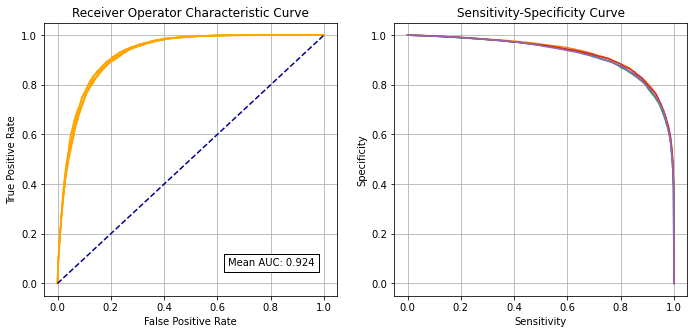 Receiver Operator Characteristic Curve
True Positive Rate
1.0
0.8
0.6
0.4
0.2
0.0
Mean AUC: 0.924
0.0 0.2 0.4 0.6 0.8 1.0
False Positive Rate
Sensitivity-Specificity Curve
Specificity
1.0
0.8
0.6
0.4
0.2
0.0
0.0 0.2 0.4 0.6 0.8 1.0
Sensitivity